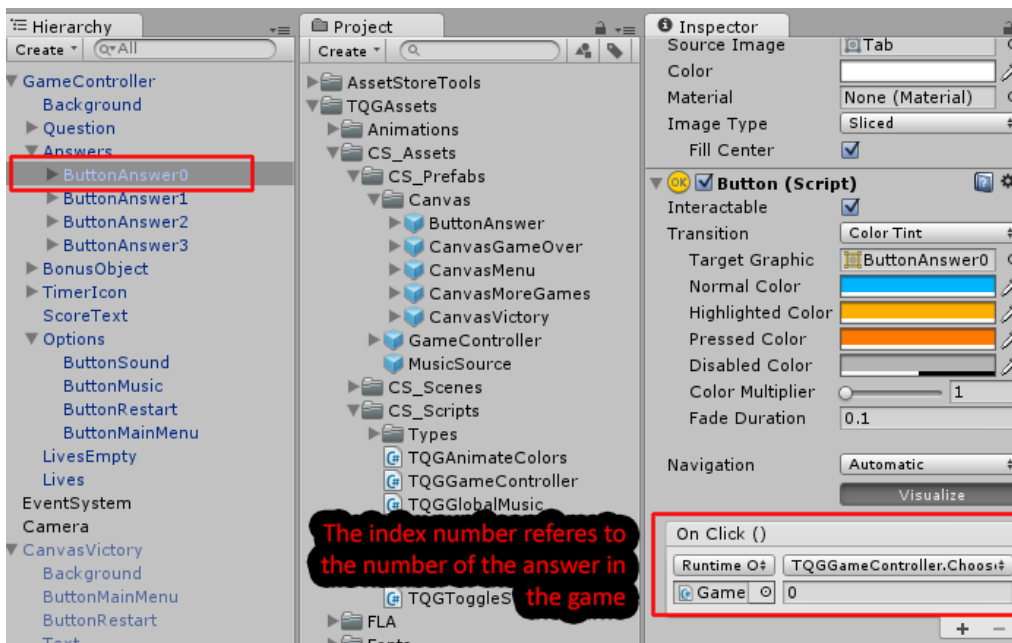 Hierarchy
Create
All
GameController
Background
Question
Answers
ButtonAnswer0
ButtonAnswer1
ButtonAnswer2
ButtonAnswer3
BonusObject
TimerIcon
ScoreText
Options
ButtonSound
ButtonMusic
ButtonRestart
ButtonMainMenu
LivesEmpty
Lives
EventSystem
Camera
CanvasVictory
Background
ButtonMainMenu
ButtonRestart
Text
Project
Create
AssetStoreTools
TQGAssets
Animations
CS_Assets
CS_Prefabs
Canvas
ButtonAnswer
CanvasGameOver
CanvasMenu
CanvasMoreGames
CanvasVictory
GameController
MusicSource
CS_Scenes
CS_Scripts
Types
TQGAnimateColors
TQGGameController
TQGGlobalMusic
The index number referes to
the number of the answer in
the game
TQGToggleS
FLA
Fonts
Inspector
Source Image Tab
Color
Material None (Material)
Image Type Sliced
Fill Center
OK Button (Script)
Interactable
Transition Color Tint
Target Graphic ButtonAnswer0
Normal Color
Highlighted Color
Pressed Color
Disabled Color
Color Multiplier 1
Fade Duration 0.1
Navigation Automatic
Visualize
On Click ()
Runtime O TQGGameController.Choos
Game 0
+ −